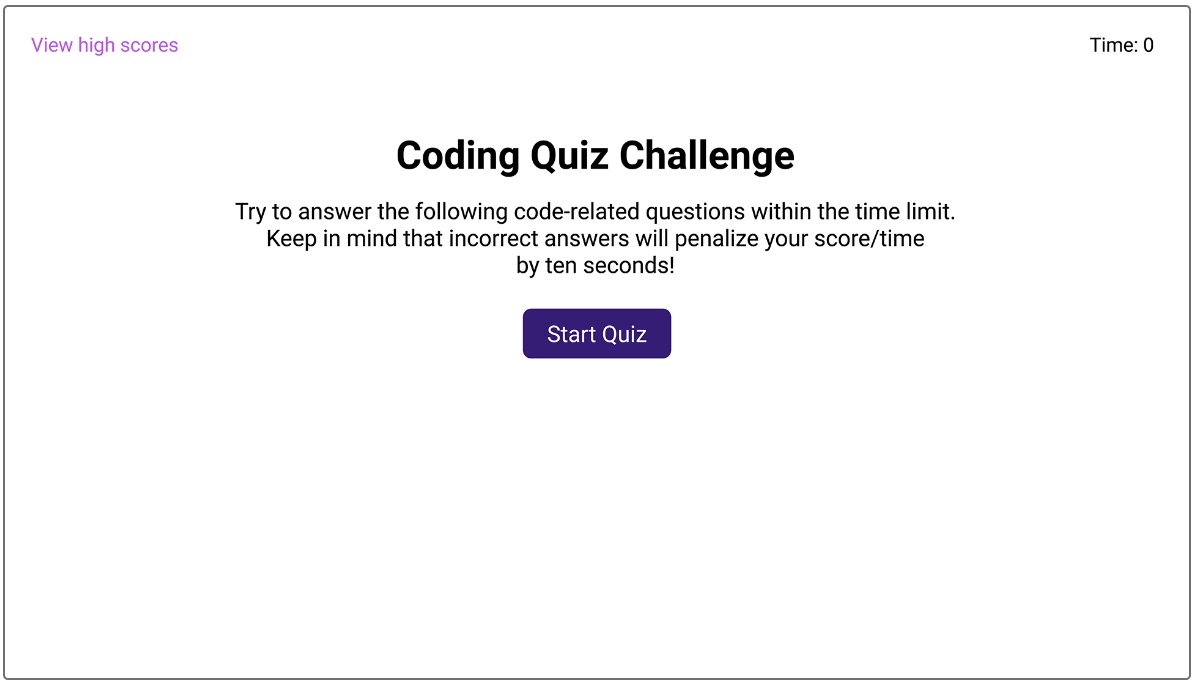 View high scores
Time: 0
Coding Quiz Challenge
Try to answer the following code-related questions within the time limit.
Keep in mind that incorrect answers will penalize your score/time
by ten seconds!
Start Quiz